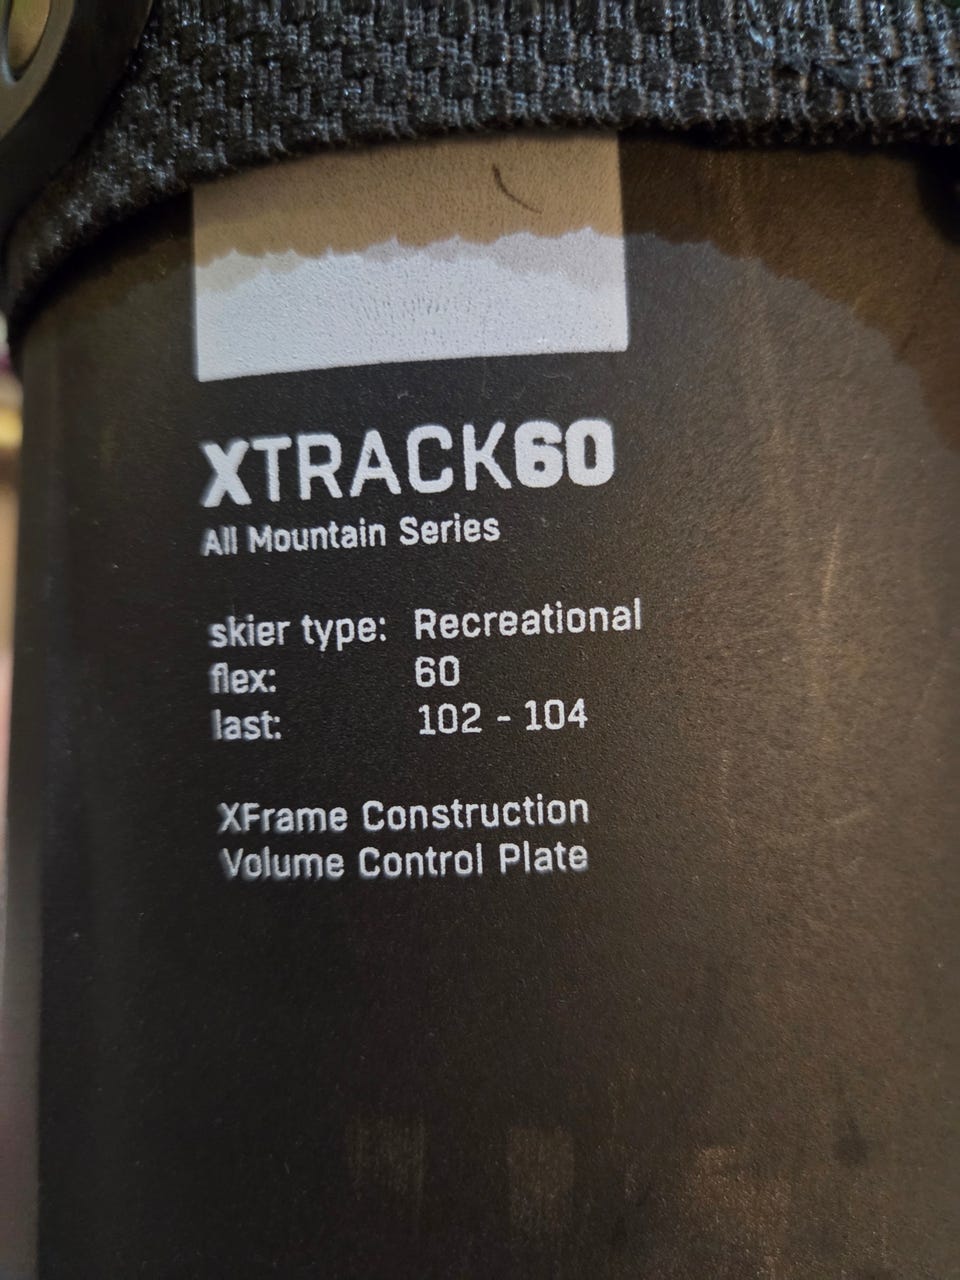 XTRACK60
All Mountain Series
skier type: Recreational
flex: 60
last: 102 - 104
XFrame Construction
Volume Control Plate